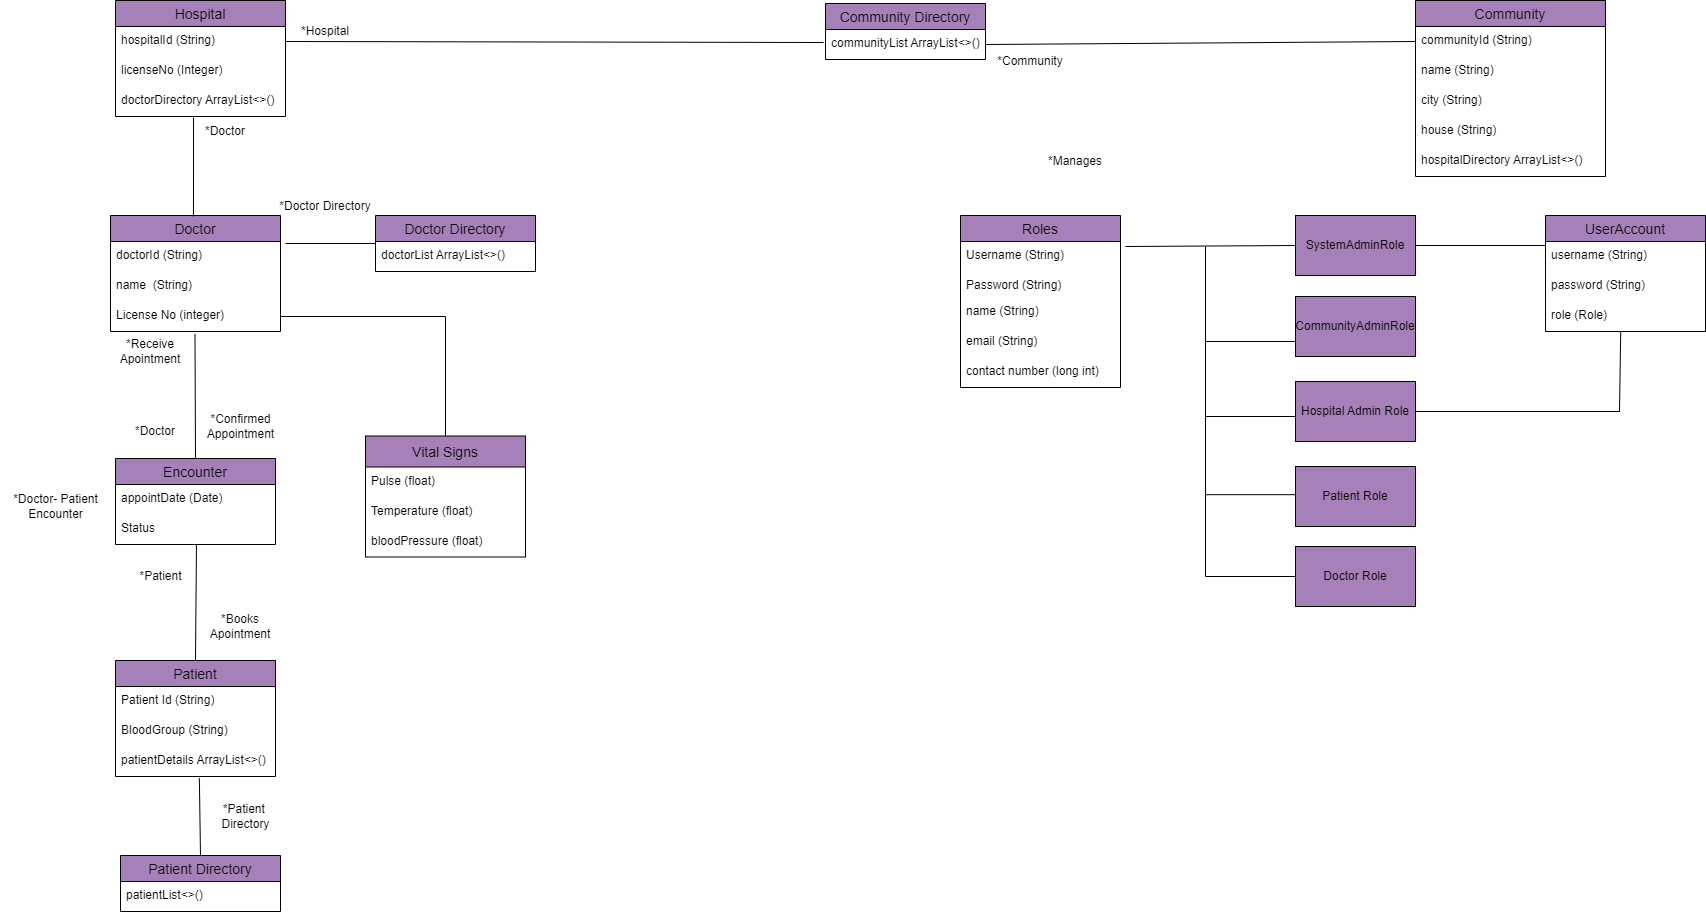 Hospital
hospitalId (String)
licenseNo (Integer)
doctorDirectory ArrayList<>()
*Hospital
Community Directory
communityList ArrayList<>()
*Community
Community
communityId (String)
name (String)
city (String)
house (String)
hospitalDirectory ArrayList<>()
*Doctor
*Manages
Doctor
doctorId (String)
name  (String)
License No (integer)
*Doctor Directory
Doctor Directory
doctorList ArrayList<>()
*Receive
Apointment
*Doctor
*Confirmed
Appointment
Encounter
appointDate (Date)
Status
*Doctor- Patient
Encounter
Vital Signs
Pulse (float)
Temperature (float)
bloodPressure (float)
*Patient
*Books
Apointment
Patient
Patient Id (String)
BloodGroup (String)
patientDetails ArrayList<>()
*Patient
Directory
Patient Directory
patientList<>()
Roles
Username (String)
Password (String)
name (String)
email (String)
contact number (long int)
SystemAdminRole
CommunityAdminRole
Hospital Admin Role
Patient Role
Doctor Role
UserAccount
username (String)
password (String)
role (Role)